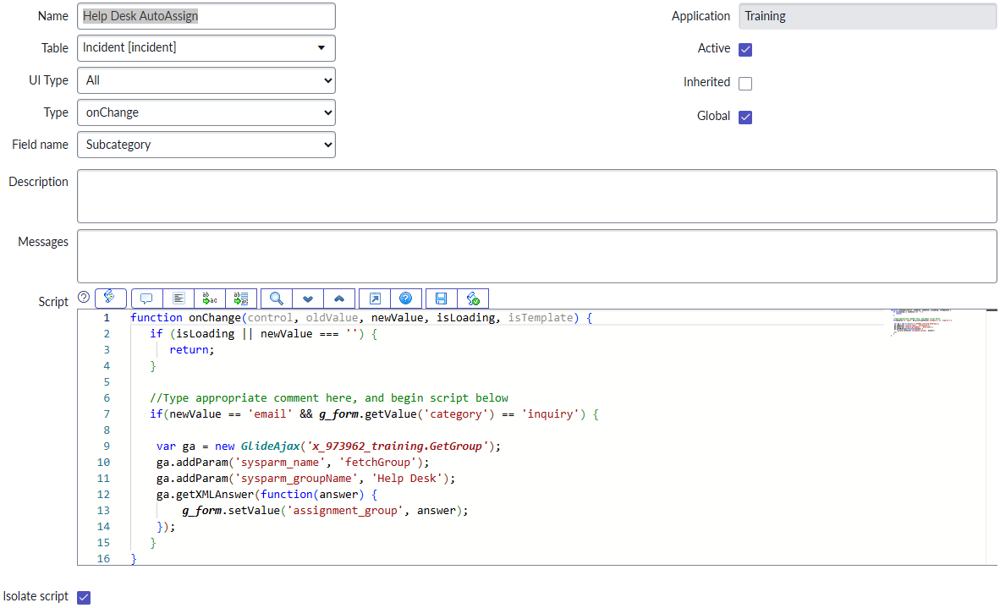 Name Help Desk AutoAssign Application Training
Table Incident [incident] Active
UI Type All Inherited
Type onChange Global
Field name Subcategory
Description
Messages
Script
1 function onChange(control, oldValue, newValue, isLoading, isTemplate) {
2 if (isLoading || newValue === '') {
3 return;
4 }
5
6 //Type appropriate comment here, and begin script below
7 if(newValue == 'email' && g_form.getValue('category') == 'inquiry') {
8
9 var ga = new GlideAjax('x_973962_training.GetGroup');
10 ga.addParam('sysparm_name', 'fetchGroup');
11 ga.addParam('sysparm_groupName', 'Help Desk');
12 ga.getXMLAnswer(function(answer) {
13 g_form.setValue('assignment_group', answer);
14 });
15 }
16 }
Isolate script